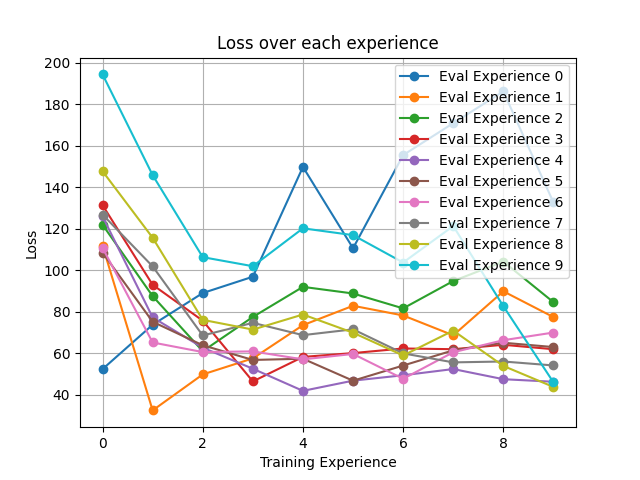 Loss over each experience
200
180
160
140
120
100
80
60
40
Loss
0
2
4
6
8
Training Experience
Eval Experience 0
Eval Experience 1
Eval Experience 2
Eval Experience 3
Eval Experience 4
Eval Experience 5
Eval Experience 6
Eval Experience 7
Eval Experience 8
Eval Experience 9